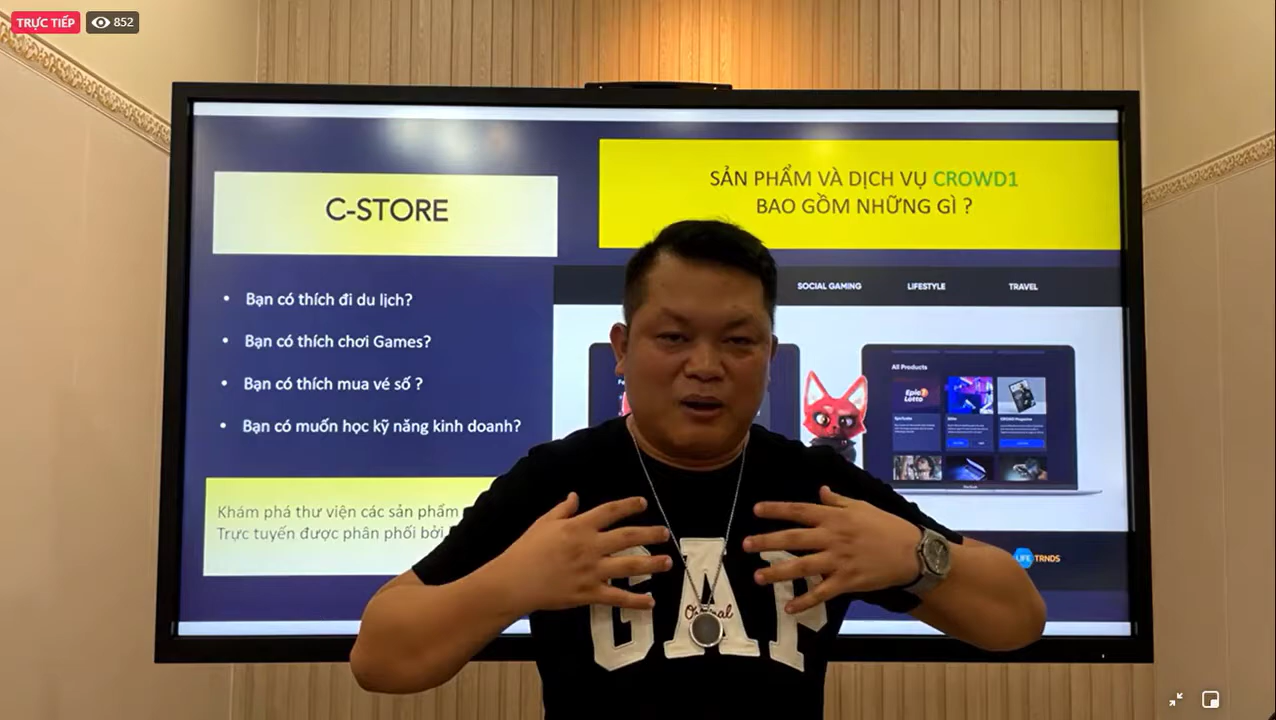 TRỰC TIẾP
852
C-STORE
SẢN PHẨM VÀ DỊCH VỤ CROWD1
BAO GỒM NHỮNG GÌ ?
• Bạn có thích đi du lịch?
• Bạn có thích chơi Games?
• Bạn có thích mua vé số ?
• Bạn có muốn học kỹ năng kinh doanh?
Khám phá thư viện các sản phẩm
Trực tuyến được phân phối bởi
SOCIAL GAMING
LIFESTYLE
TRAVEL
All Products
Epic
Lotto
LIFE TRNDS
GAP
Original